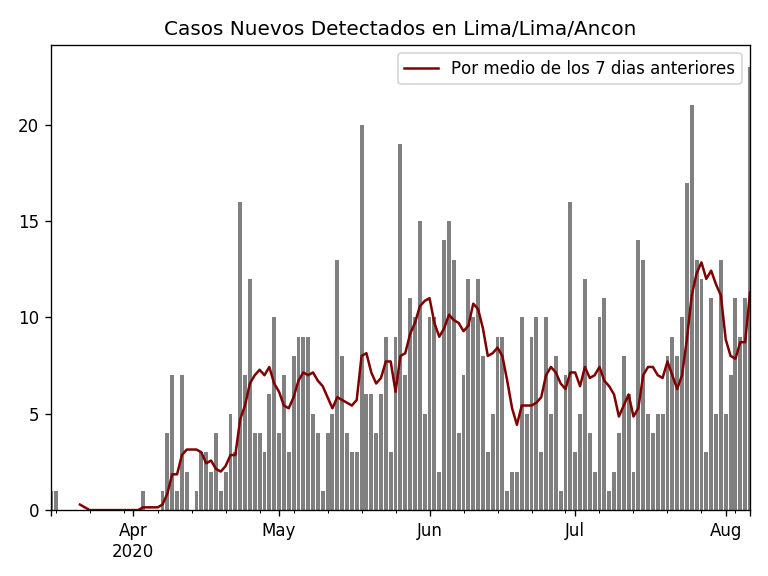 Casos Nuevos Detectados en Lima/Lima/Ancon
Por medio de los 7 dias anteriores
20
15
10
5
0
Apr
2020
May
Jun
Jul
Aug